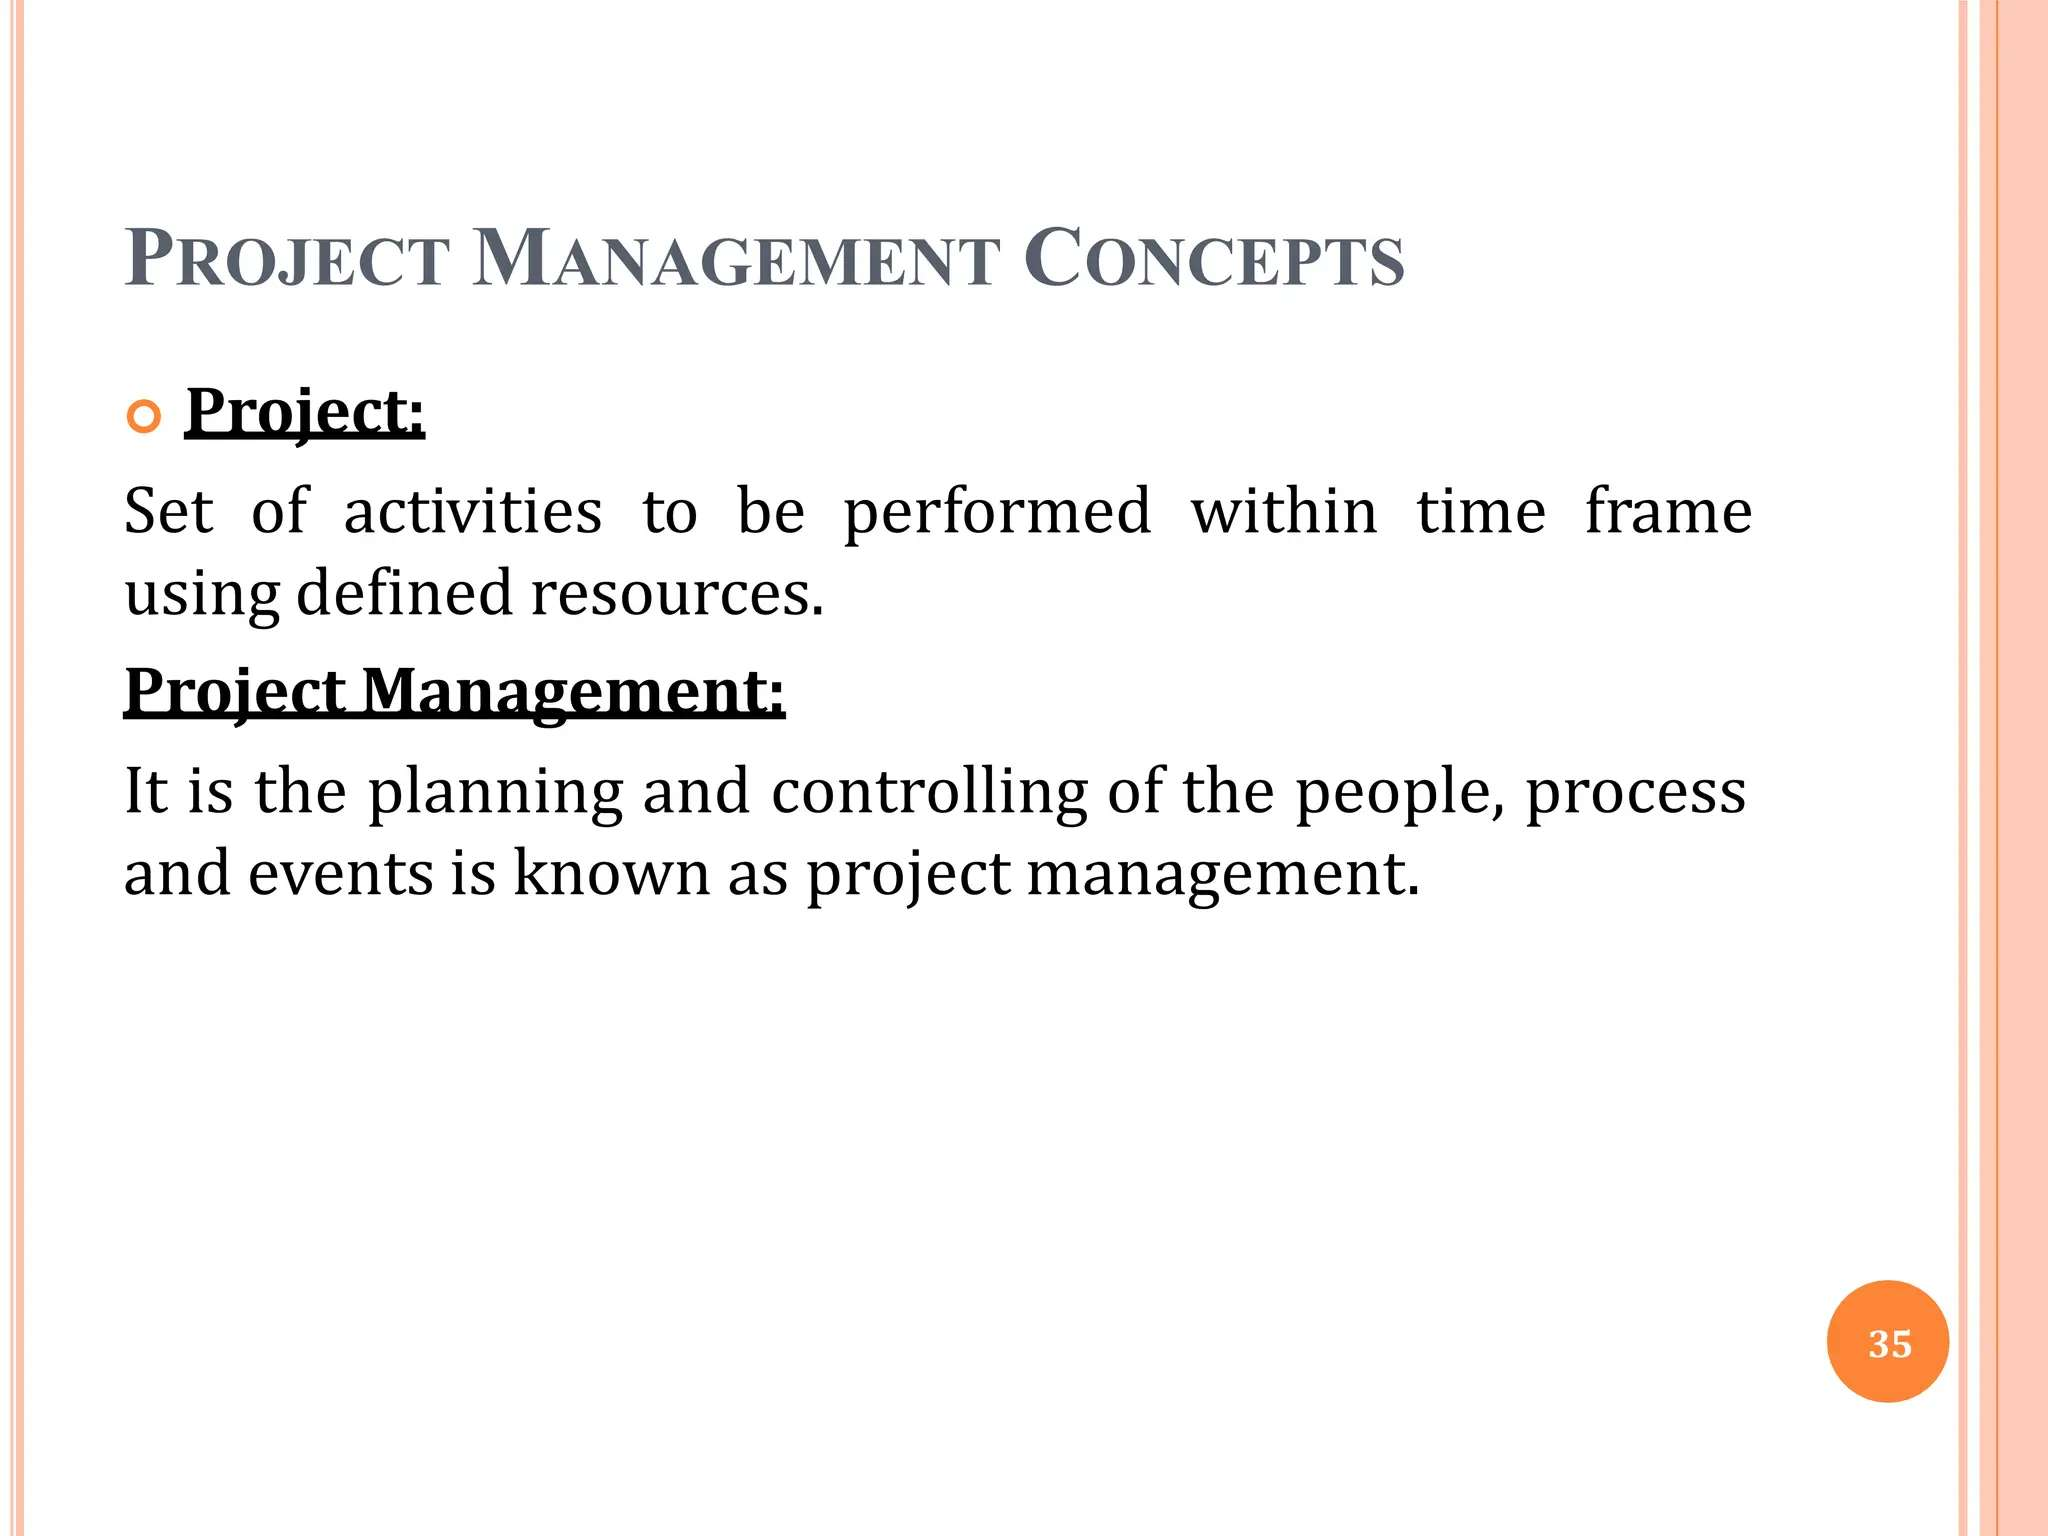 PROJECT MANAGEMENT CONCEPTS
Project:
Set of activities to be performed within time frame
using defined resources.
Project Management:
It is the planning and controlling of the people, process
and events is known as project management.
35